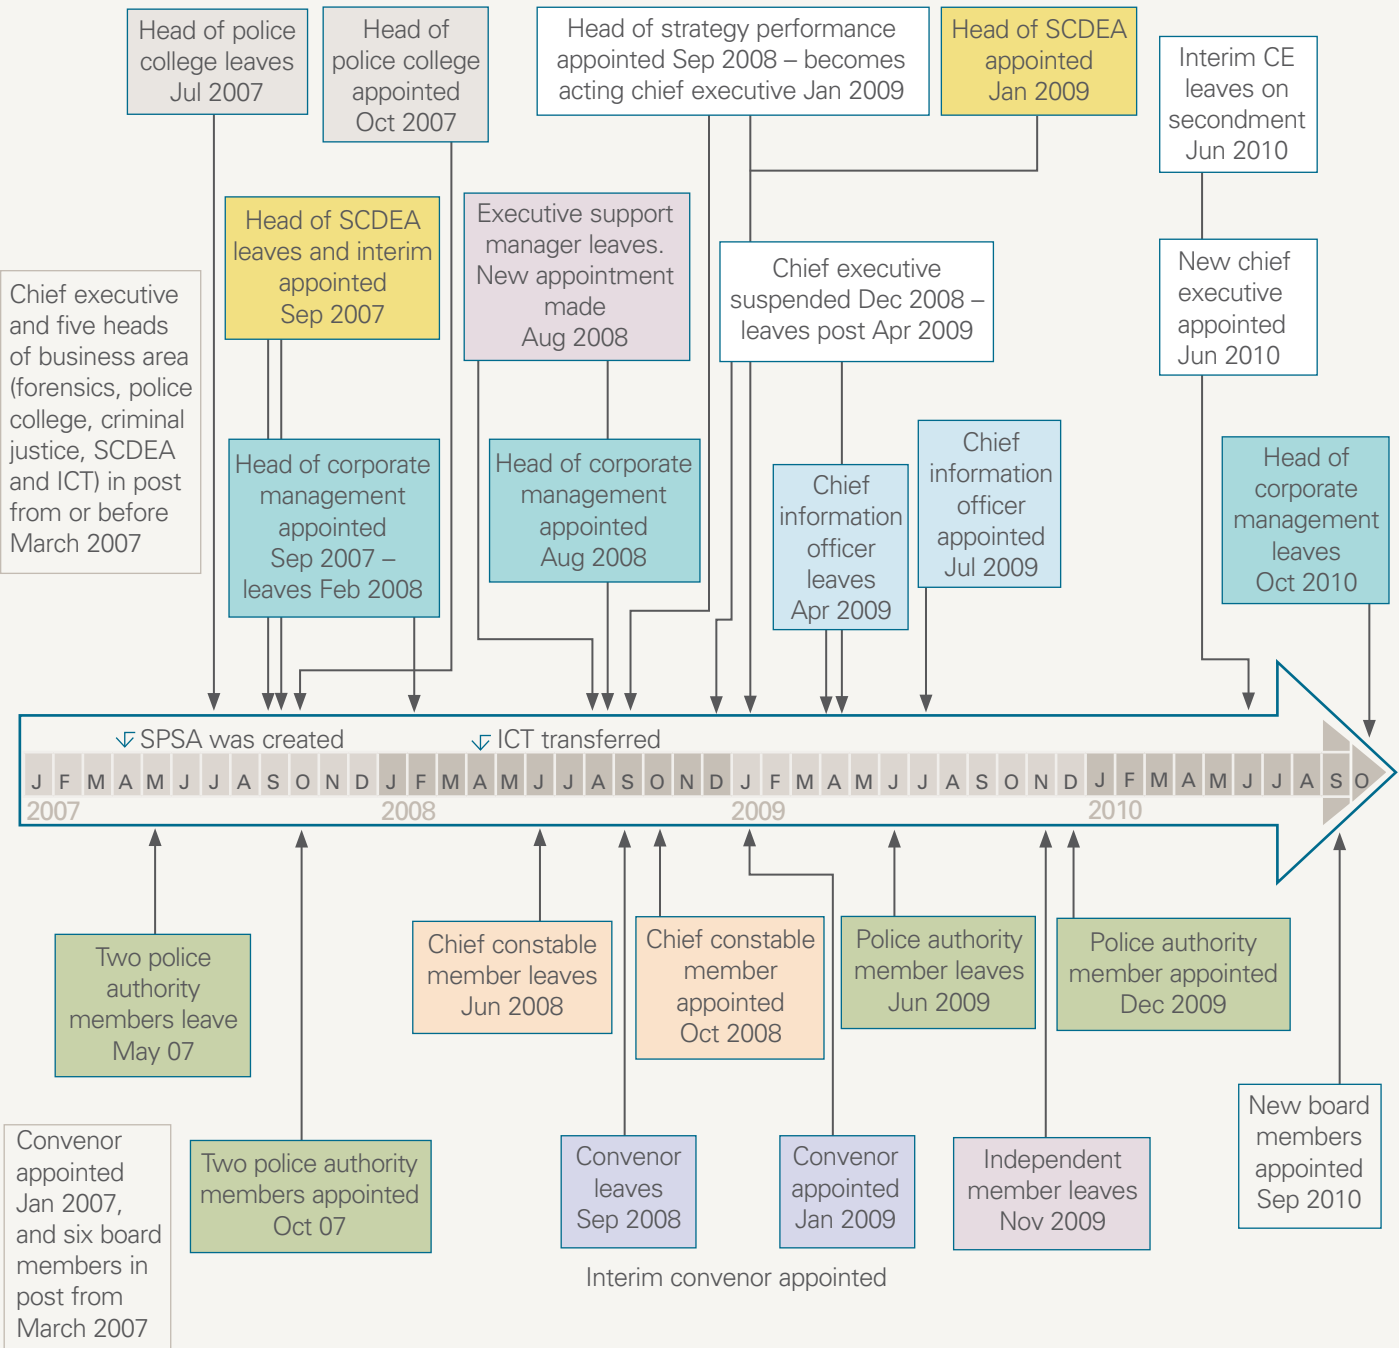 Head of police
college leaves
Jul 2007
Head of
police college
appointed
Oct 2007
Head of strategy performance
appointed Sep 2008 – becomes
acting chief executive Jan 2009
Head of SCDEA
appointed
Jan 2009
Interim CE
leaves on
secondment
Jun 2010
Head of SCDEA
leaves and interim
appointed
Sep 2007
Executive support
manager leaves.
New appointment
made
Aug 2008
Chief executive
suspended Dec 2008 –
leaves post Apr 2009
New chief
executive
appointed
Jun 2010
Chief executive
and five heads
of business area
(forensics, police
college, criminal
justice, SCDEA
and ICT) in post
from or before
March 2007
Head of corporate
management
appointed
Sep 2007 –
leaves Feb 2008
Head of corporate
management
appointed
Aug 2008
Chief
information
officer
leaves
Apr 2009
Chief
information
officer
appointed
Jul 2009
Head of
corporate
management
leaves
Oct 2010
SPSA was created
ICT transferred
J F M A M J J A S O N D J F M A M J J A S O N D J F M A M J J A S O N D J F M A M J J A S O
2007 2008 2009 2010
Two police
authority
members leave
May 07
Chief constable
member leaves
Jun 2008
Chief constable
member
appointed
Oct 2008
Police authority
member leaves
Jun 2009
Police authority
member appointed
Dec 2009
New board
members
appointed
Sep 2010
Convenor
appointed
Jan 2007,
and six board
members in
post from
March 2007
Two police authority
members appointed
Oct 07
Convenor
leaves
Sep 2008
Convenor
appointed
Jan 2009
Independent
member leaves
Nov 2009
Interim convenor appointed